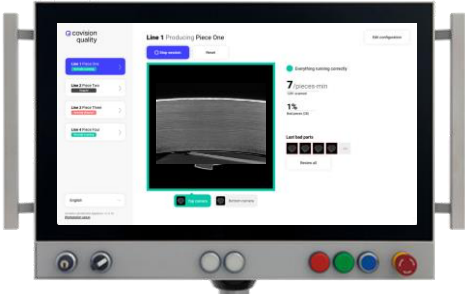 covision
quality
Line 1 Piece One
Line 2 Piece Two
Line 3 Piece Three
Line 4 Piece Four
English
Line 1 Producing Piece One
Edit configuration
Stop session
Reset
Everything running correctly
7/pieces-min
1%
Last bad parts
Review all
Top camera
Bottom camera